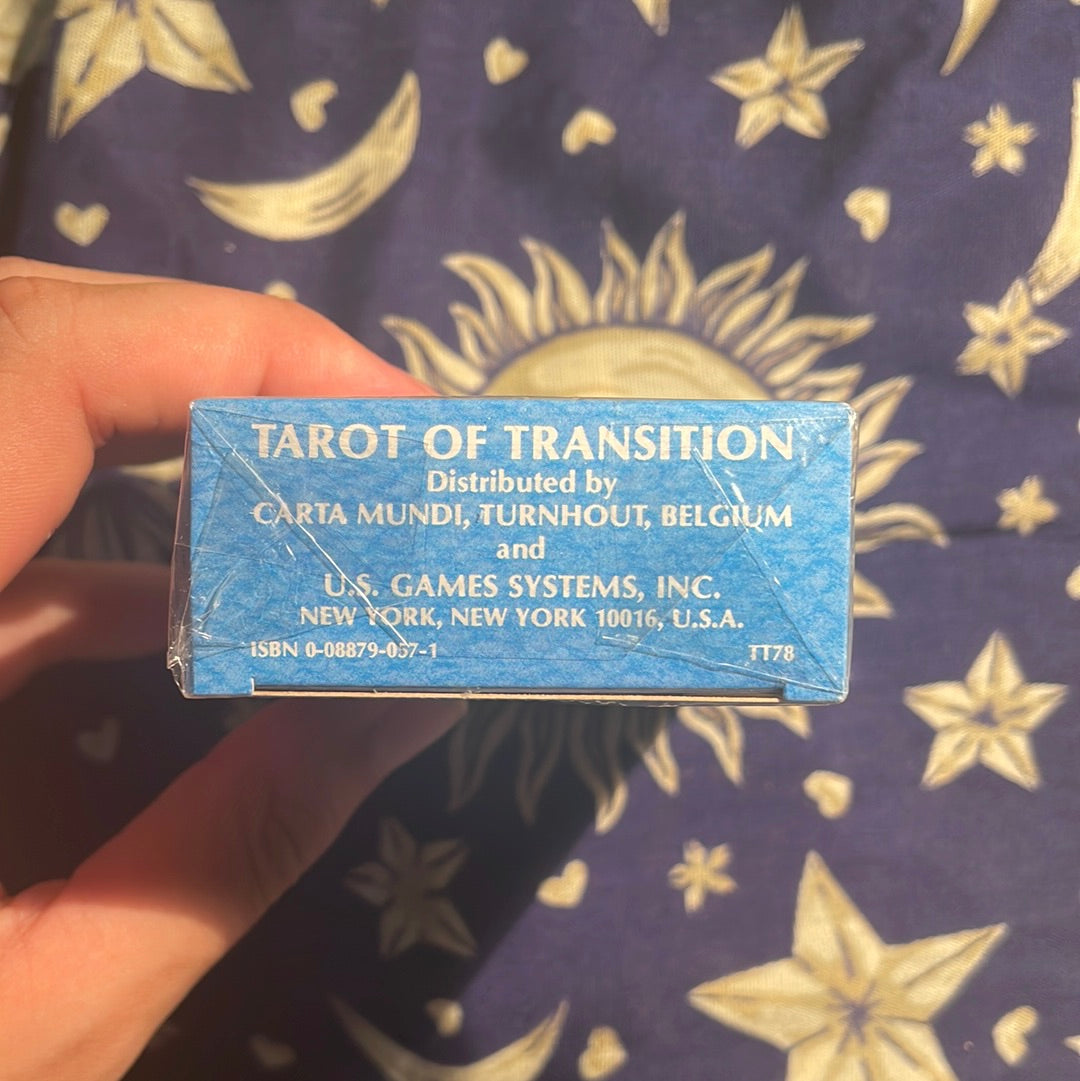 TAROT OF TRANSITION
Distributed by
CARTA MUNDI, TURNHOUT, BELGIUM
and
U.S. GAMES SYSTEMS, INC.
NEW YORK, NEW YORK 10016, U.S.A.
ISBN 0-08879-057-1 TT78